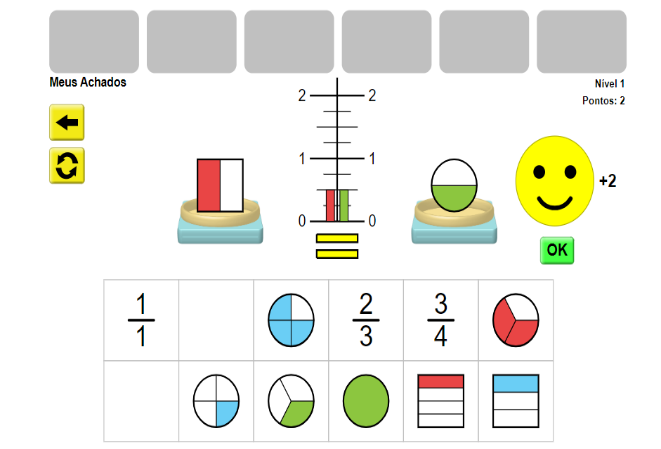 Meus Achados
Nível 1
Pontos: 2
2 2
1 1
0 0
+2
OK
1/1
2/3
3/4